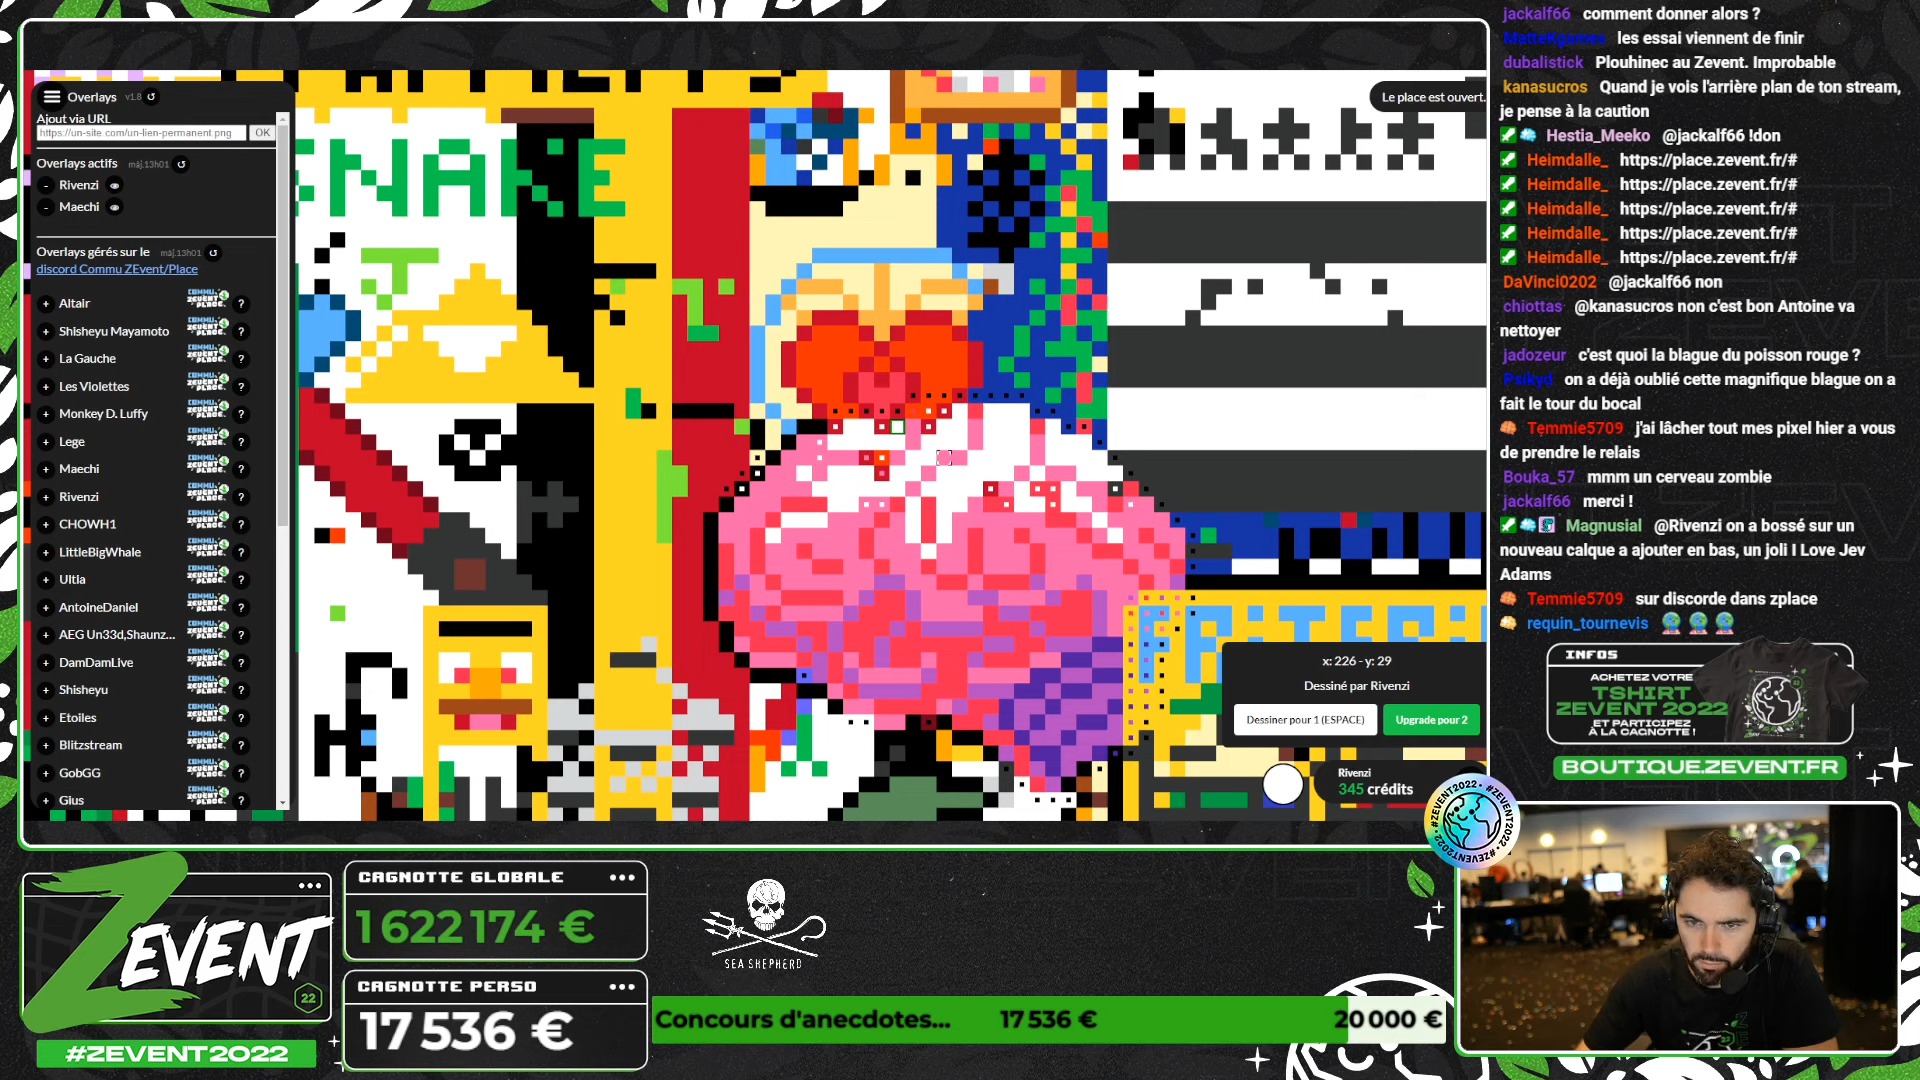 Overlays v1.8
Ajout via URL
https://un-site.com/un-lien-permanent.png OK
Overlays actifs màj.13h01
- Rivenzi
- Maechi
Overlays gérés sur le màj.13h01
discord Commu ZEvent/Place
+ Altair ?
+ Shisheyu Mayamoto ?
+ La Gauche ?
+ Les Violettes ?
+ Monkey D. Luffy ?
+ Lege ?
+ Maechi ?
+ Rivenzi ?
+ CHOWH1 ?
+ LittleBigWhale ?
+ Ultia ?
+ AntoineDaniel ?
+ AEG Un33d,Shaunz... ?
+ DamDamLive ?
+ Shisheyu ?
+ Etoiles ?
+ Blitzstream ?
+ GobGG ?
+ Gius ?
SNAKE
Le place est ouvert.
x: 226 - y: 29
Dessiné par Rivenzi
Dessiner pour 1 (ESPACE)
Upgrade pour 2
Rivenzi
345 crédits
jackalf66 comment donner alors ?
MatteKgames les essai viennent de finir
dubalistick Plouhinec au Zevent. Improbable
kanasucros Quand je vois l'arrière plan de ton stream,
je pense à la caution
Hestia_Meeko @jackalf66 !don
Heimdalle_ https://place.zevent.fr/#
Heimdalle_ https://place.zevent.fr/#
Heimdalle_ https://place.zevent.fr/#
Heimdalle_ https://place.zevent.fr/#
Heimdalle_ https://place.zevent.fr/#
DaVinci0202 @jackalf66 non
chiottas @kanasucros non c'est bon Antoine va
nettoyer
jadozeur c'est quoi la blague du poisson rouge ?
Psikyd on a déjà oublié cette magnifique blague on a
fait le tour du bocal
Temmie5709 j'ai lâcher tout mes pixel hier a vous
de prendre le relais
Bouka_57 mmm un cerveau zombie
jackalf66 merci !
Magnusial @Rivenzi on a bossé sur un
nouveau calque a ajouter en bas, un joli I Love Jev
Adams
Temmie5709 sur discorde dans zplace
requin_tournevis
INFOS
ACHETEZ VOTRE
TSHIRT
ZEVENT 2022
ET PARTICIPEZ
À LA CAGNOTTE !
BOUTIQUE.ZEVENT.FR
#ZEVENT2022 • #ZEVENT2022 • #ZEVENT2022
ZEVENT
22
#ZEVENT2022
CAGNOTTE GLOBALE
1 622 174 €
CAGNOTTE PERSO
17 536 €
SEA SHEPHERD
Concours d'anecdotes... 17 536 € 20 000 €